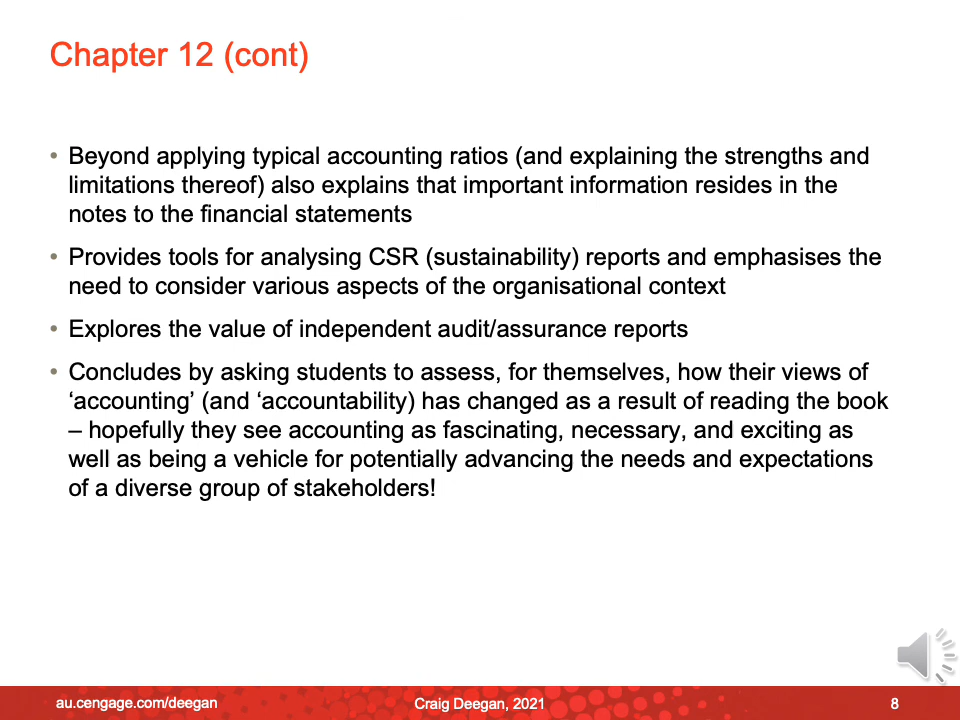 Chapter 12 (cont)
• Beyond applying typical accounting ratios (and explaining the strengths and
limitations thereof) also explains that important information resides in the
notes to the financial statements
• Provides tools for analysing CSR (sustainability) reports and emphasises the
need to consider various aspects of the organisational context
• Explores the value of independent audit/assurance reports
• Concludes by asking students to assess, for themselves, how their views of
‘accounting’ (and ‘accountability) has changed as a result of reading the book
– hopefully they see accounting as fascinating, necessary, and exciting as
well as being a vehicle for potentially advancing the needs and expectations
of a diverse group of stakeholders!
au.cengage.com/deegan
Craig Deegan, 2021
8